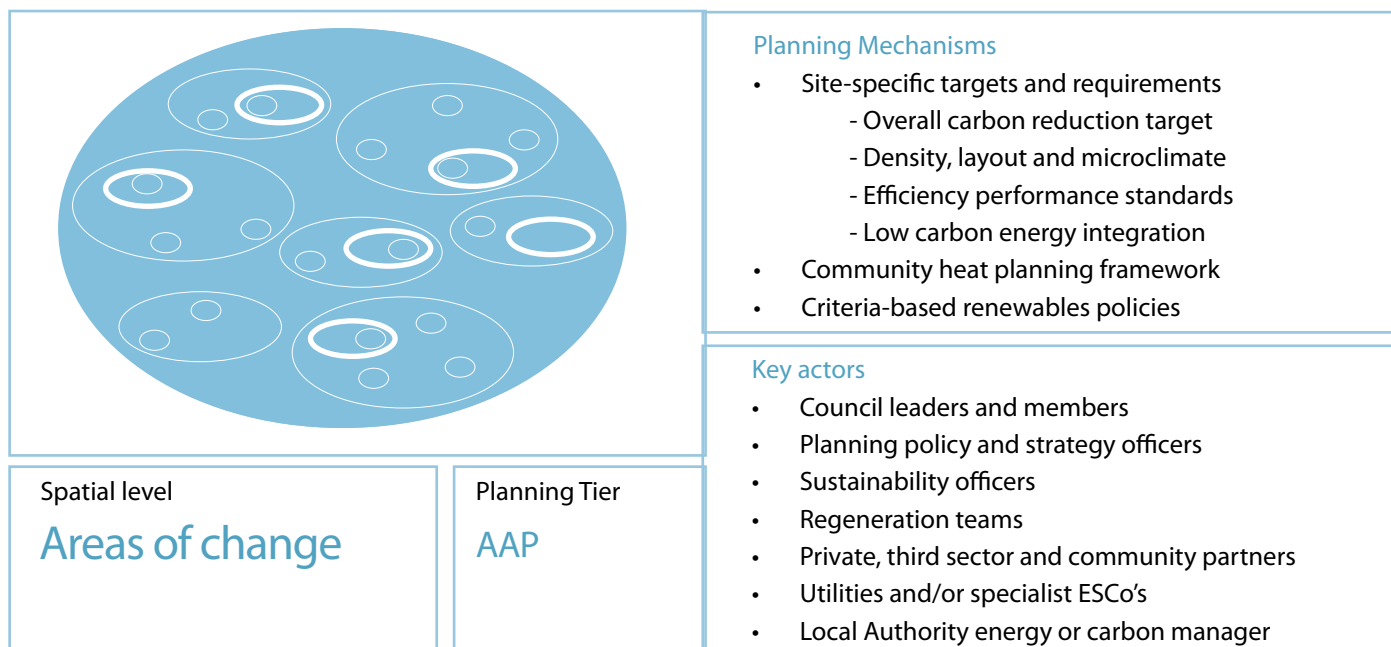 Planning Mechanisms
• Site-specific targets and requirements
- Overall carbon reduction target
- Density, layout and microclimate
- Efficiency performance standards
- Low carbon energy integration
• Community heat planning framework
• Criteria-based renewables policies
Key actors
• Council leaders and members
• Planning policy and strategy officers
• Sustainability officers
• Regeneration teams
• Private, third sector and community partners
• Utilities and/or specialist ESCo's
• Local Authority energy or carbon manager
Spatial level
Areas of change
Planning Tier
AAP